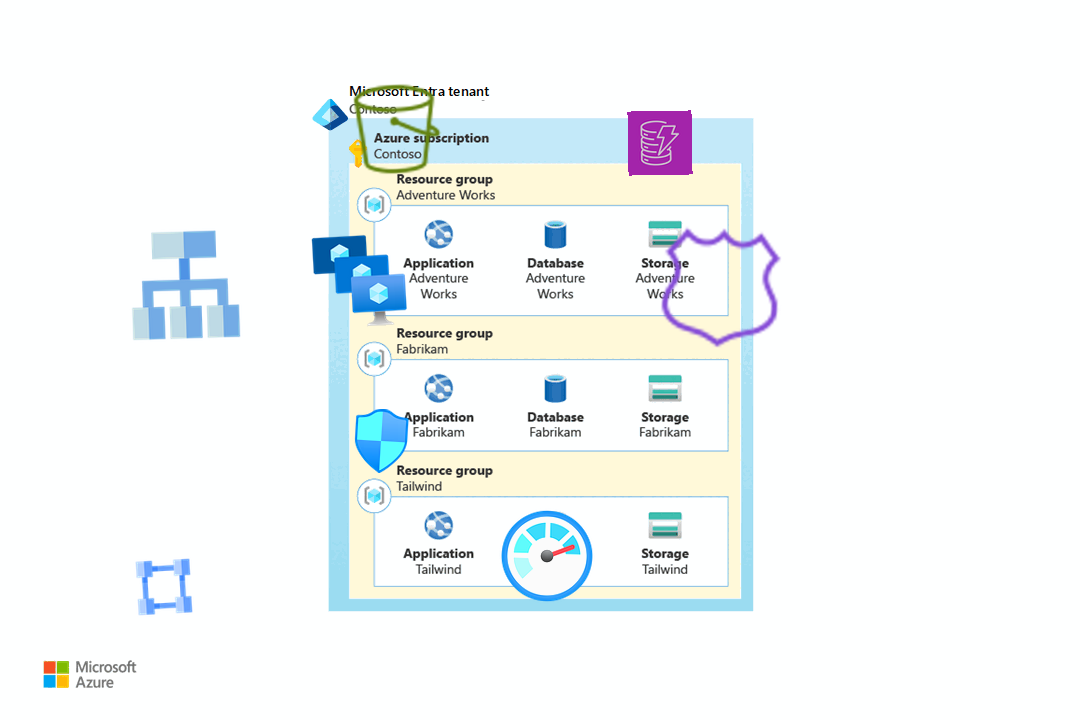 Microsoft Entra tenant
Contoso
Azure subscription
Contoso
Resource group
Adventure Works
Application
Adventure
Works
Database
Adventure
Works
Storage
Adventure
Works
Resource group
Fabrikam
Application
Fabrikam
Database
Fabrikam
Storage
Fabrikam
Resource group
Tailwind
Application
Tailwind
Storage
Tailwind
Microsoft
Azure